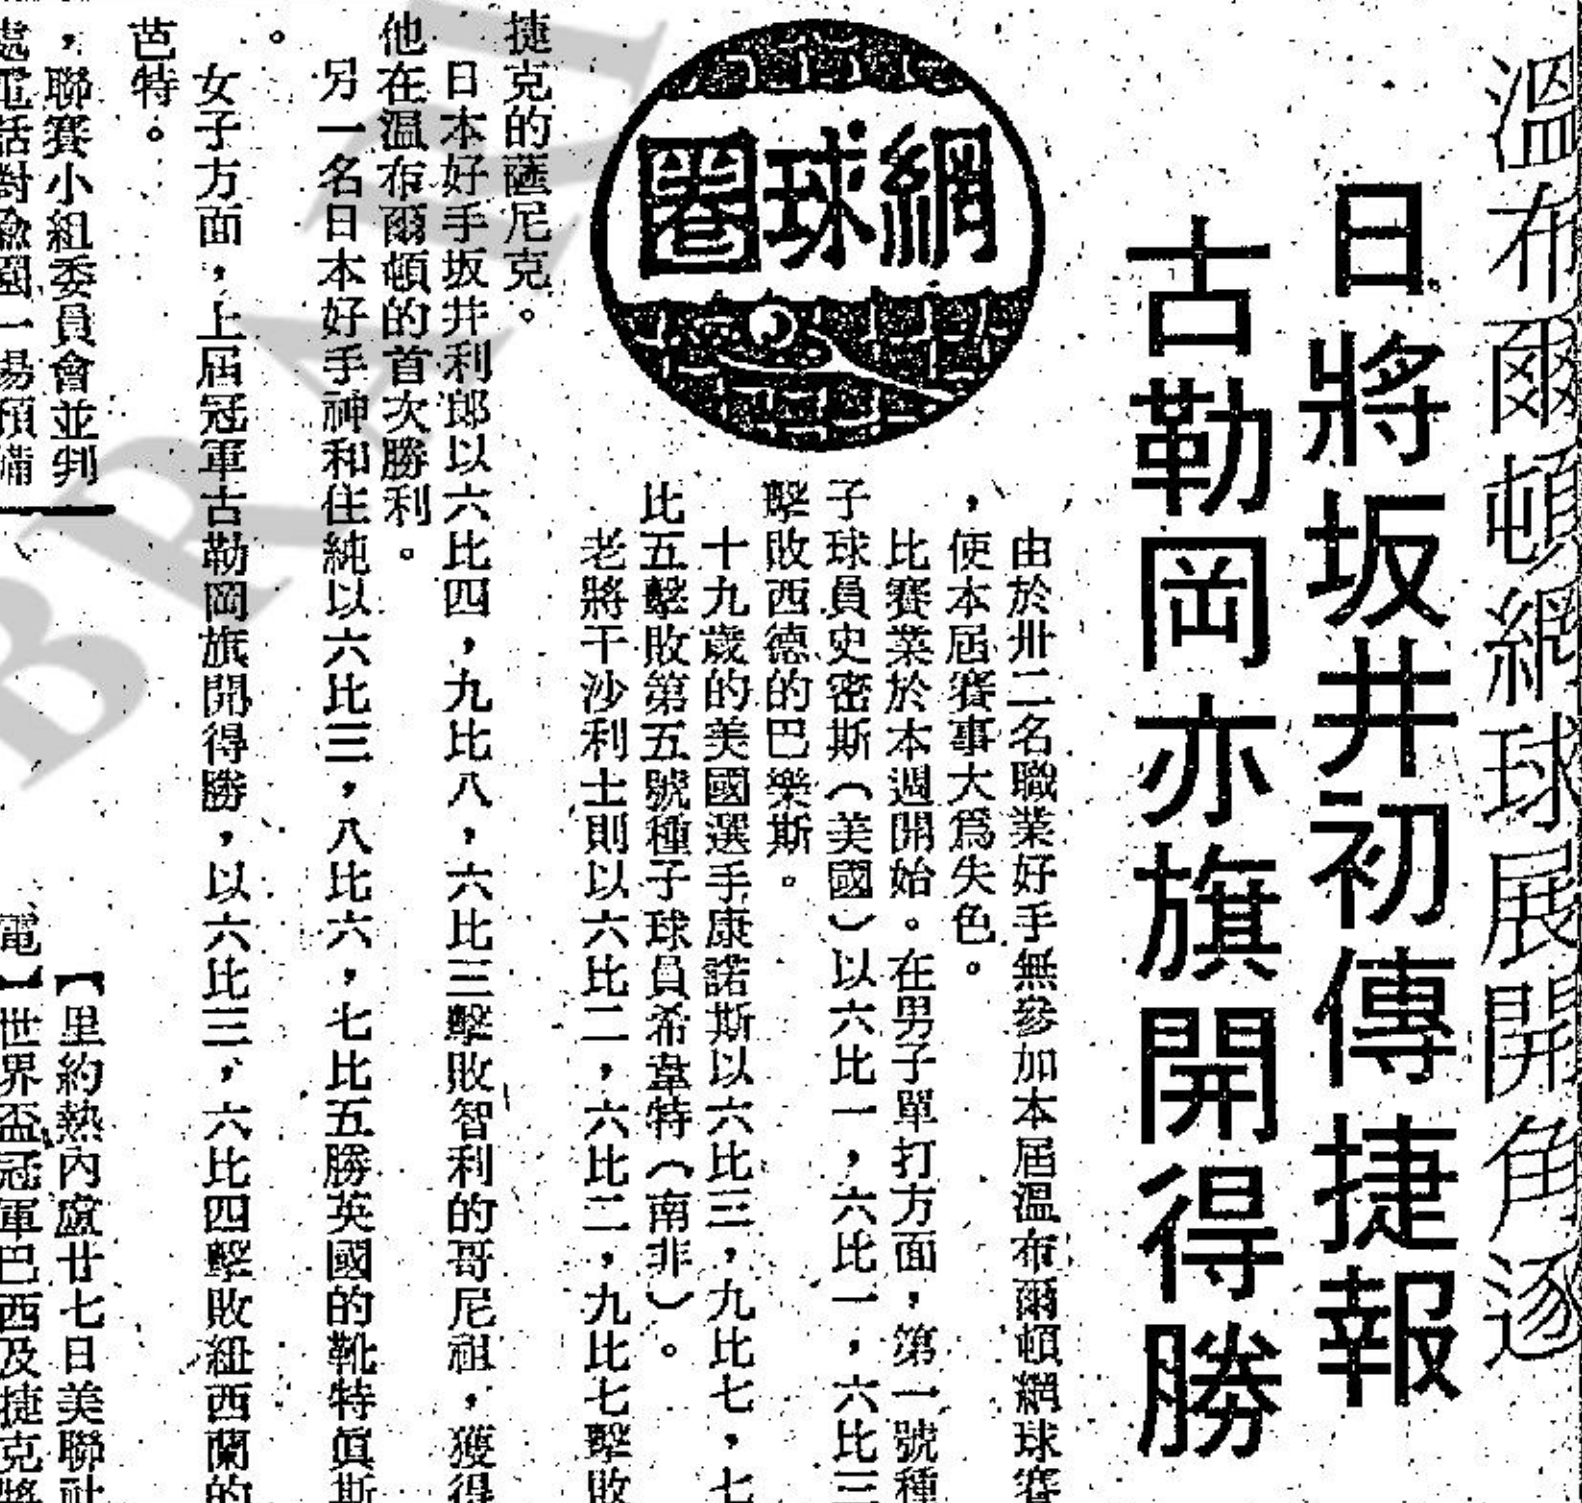 溫布爾頓網球展開角逐
日將坂井初傳捷報
古勒岡亦旗開得勝
網球圈
由於卅二名職業好手無參加本屆溫布爾頓網球賽
，使本屆賽事大為失色。
比賽業於本週開始。在男子單打方面，第一號種
子球員史密斯（美國）以六比一，六比一，六比三
擊敗西德的巴樂斯。
十九歲的美國選手康諾斯以六比三，九比七，七
比五擊敗第五號種子球員希韋特（南非）。
老將干沙利士則以六比二，六比二，九比七擊敗
捷克的薩尼克。
日本好手坂井利郎以六比四，九比八，六比三擊敗智利的哥尼祖，獲得
他在溫布爾頓的首次勝利。
另一名日本好手神和住純以六比三，八比六，七比五勝英國的靴特眞斯
。
女子方面，上屆冠軍古勒岡旗開得勝，以六比三，六比四擊敗紐西蘭的
芭特。
，聯賽小組委員會並判
處電話對 園一場預備
【里約熱內盧廿七日美聯社
電】世界盃冠軍巴西及捷克將
BRARI